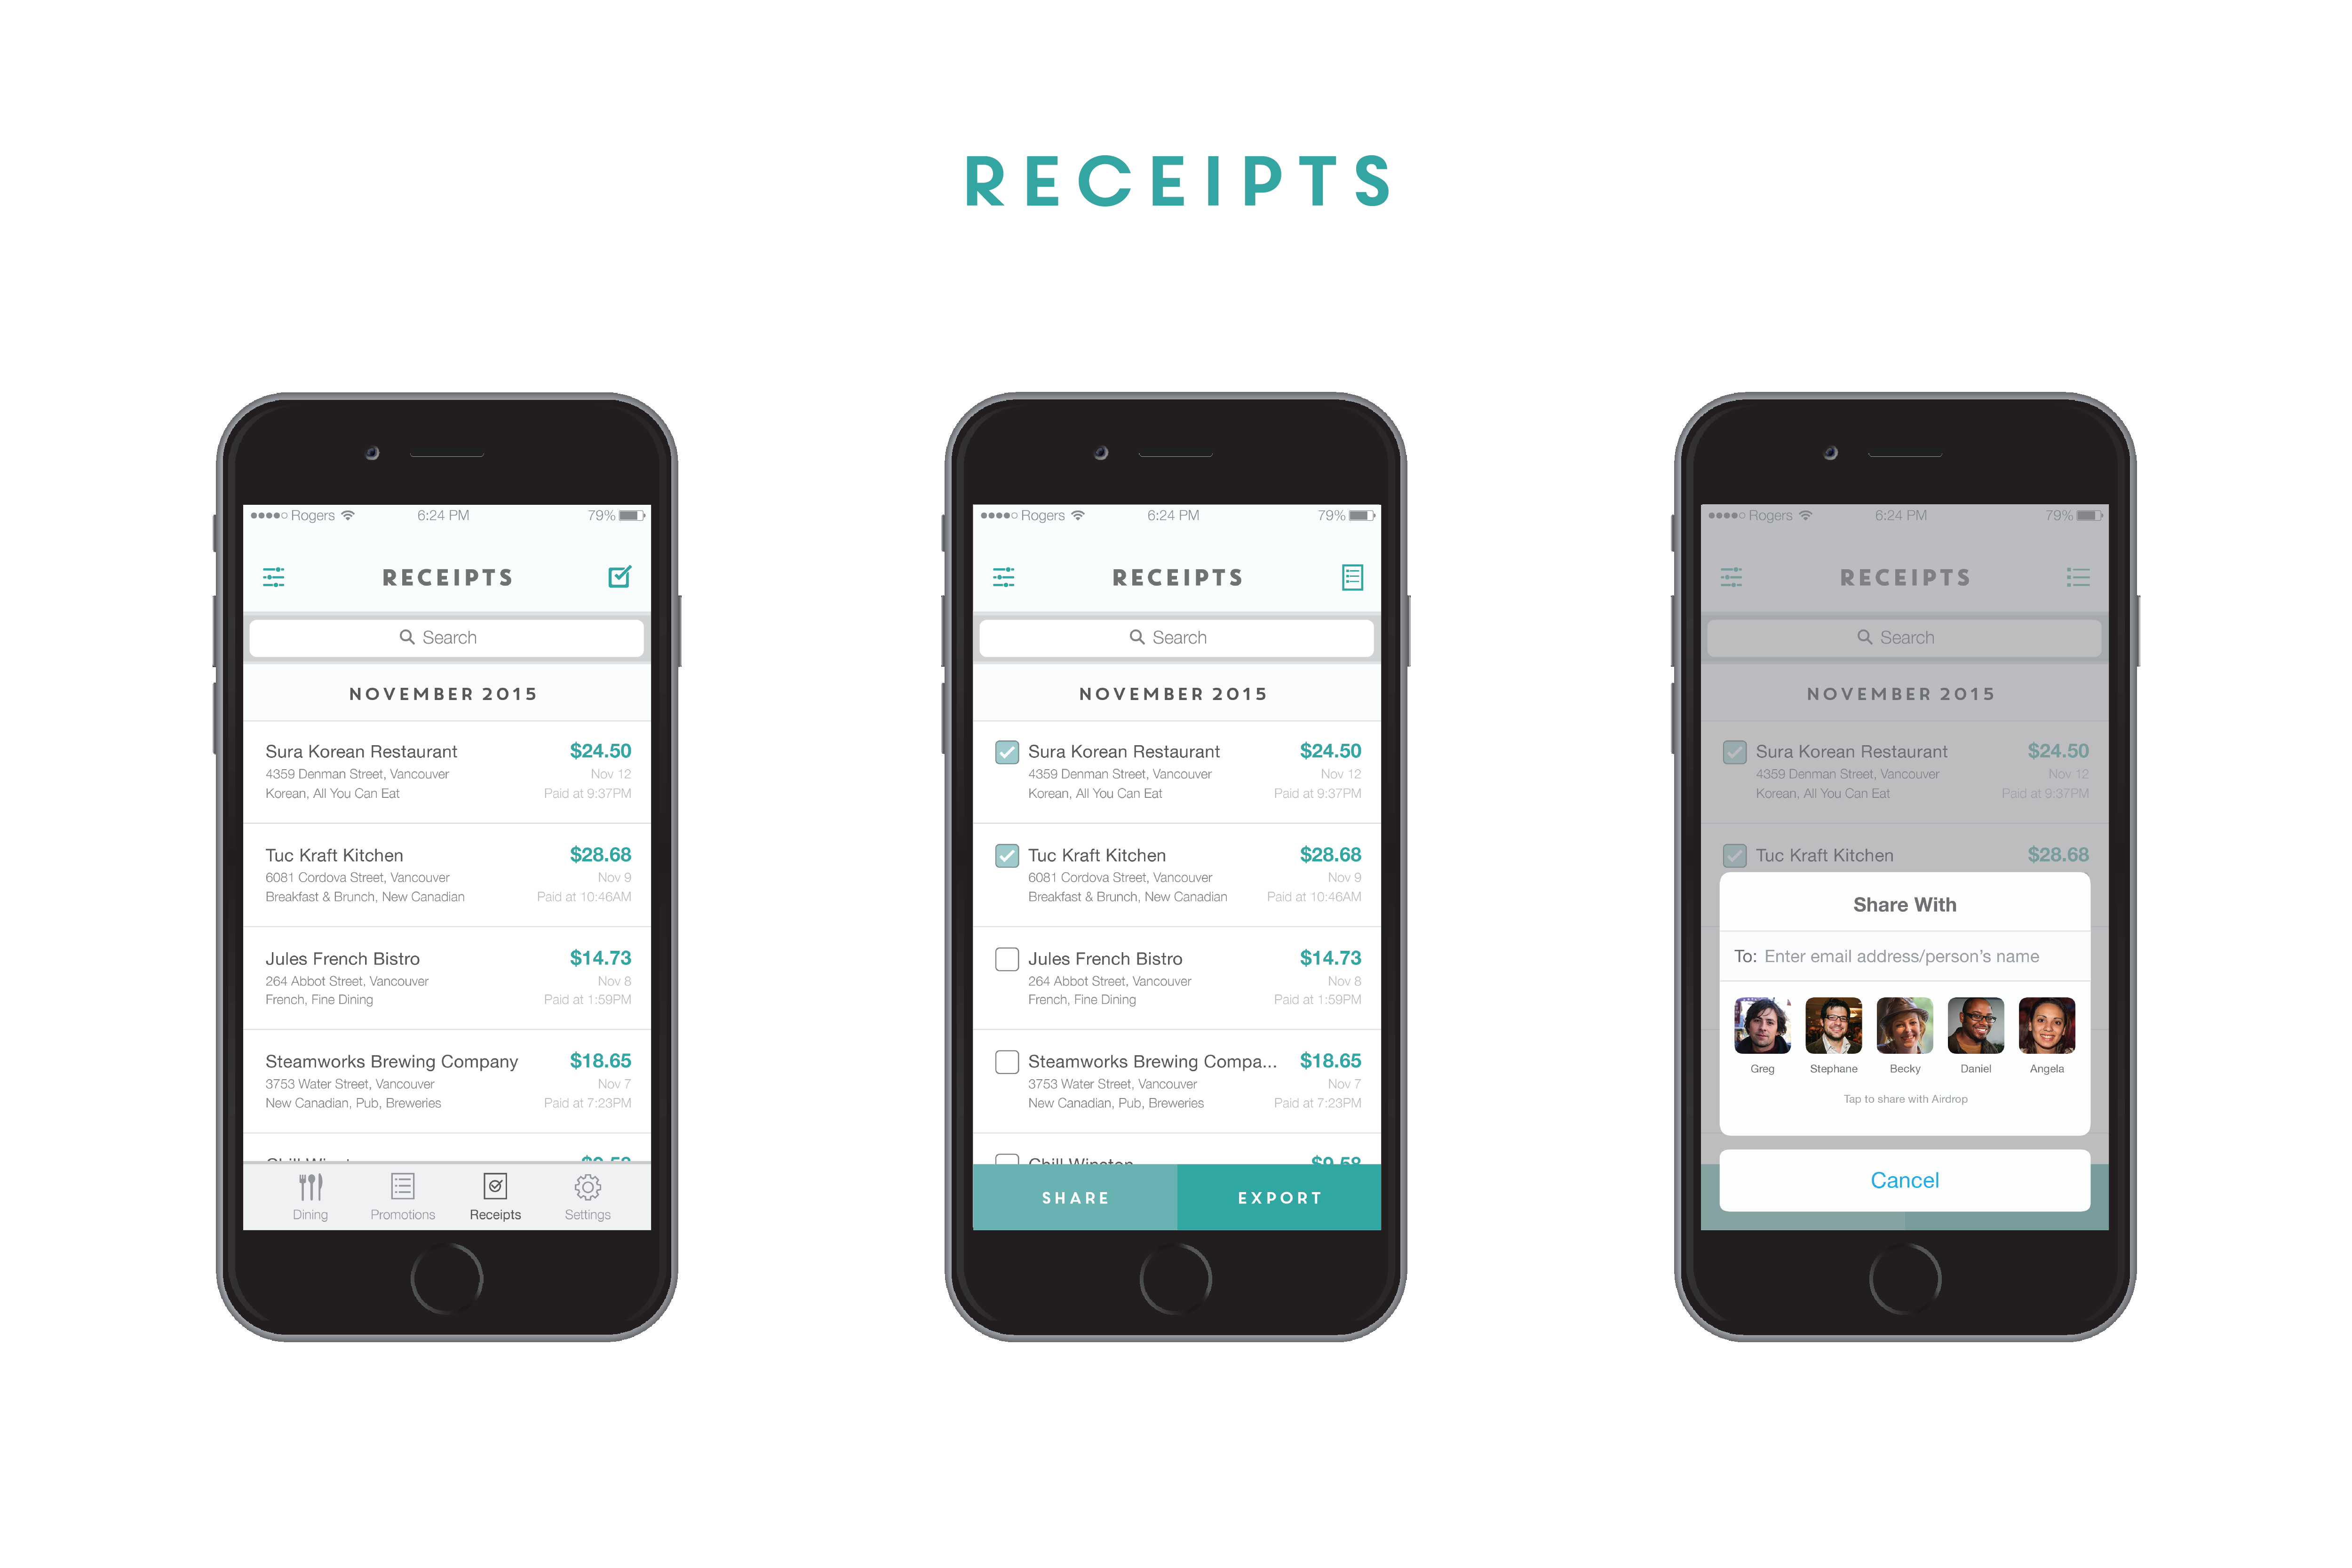 RECEIPTS
Rogers 6:24 PM 79%
RECEIPTS
Search
NOVEMBER 2015
Sura Korean Restaurant $24.50
4359 Denman Street, Vancouver Nov 12
Korean, All You Can Eat Paid at 9:37PM
Tuc Kraft Kitchen $28.68
6081 Cordova Street, Vancouver Nov 9
Breakfast & Brunch, New Canadian Paid at 10:46AM
Jules French Bistro $14.73
264 Abbot Street, Vancouver Nov 8
French, Fine Dining Paid at 1:59PM
Steamworks Brewing Company $18.65
3753 Water Street, Vancouver Nov 7
New Canadian, Pub, Breweries Paid at 7:23PM
Dining Promotions Receipts Settings
Rogers 6:24 PM 79%
RECEIPTS
Search
NOVEMBER 2015
Sura Korean Restaurant $24.50
4359 Denman Street, Vancouver Nov 12
Korean, All You Can Eat Paid at 9:37PM
Tuc Kraft Kitchen $28.68
6081 Cordova Street, Vancouver Nov 9
Breakfast & Brunch, New Canadian Paid at 10:46AM
Jules French Bistro $14.73
264 Abbot Street, Vancouver Nov 8
French, Fine Dining Paid at 1:59PM
Steamworks Brewing Compa... $18.65
3753 Water Street, Vancouver Nov 7
New Canadian, Pub, Breweries Paid at 7:23PM
Chill Winston $9.58
SHARE EXPORT
Rogers 6:24 PM 79%
RECEIPTS
Search
NOVEMBER 2015
Sura Korean Restaurant $24.50
4359 Denman Street, Vancouver Nov 12
Korean, All You Can Eat Paid at 9:37PM
Tuc Kraft Kitchen $28.68
Share With
To: Enter email address/person's name
Greg Stephane Becky Daniel Angela
Tap to share with Airdrop
Cancel